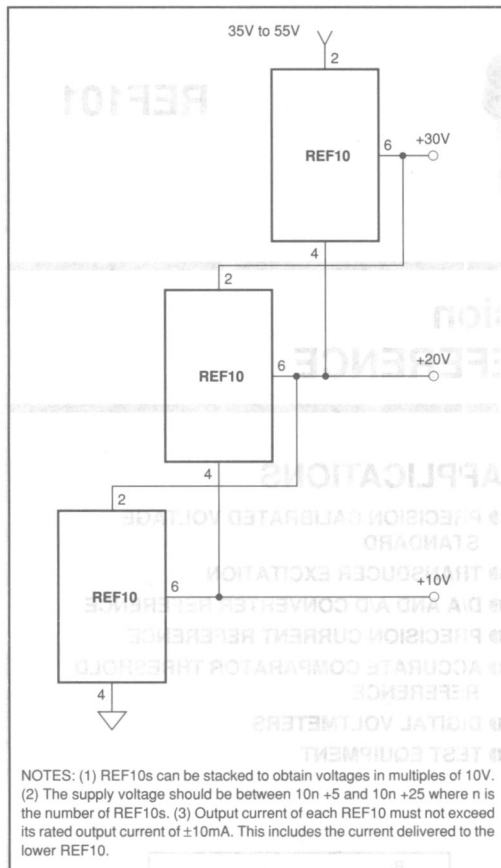 35V to 55V
2
REF10
6
+30V
4
2
REF10
6
+20V
4
2
REF10
6
+10V
4
NOTES: (1) REF10s can be stacked to obtain voltages in multiples of 10V.
(2) The supply voltage should be between 10n +5 and 10n +25 where n is
the number of REF10s. (3) Output current of each REF10 must not exceed
its rated output current of ±10mA. This includes the current delivered to the
lower REF10.